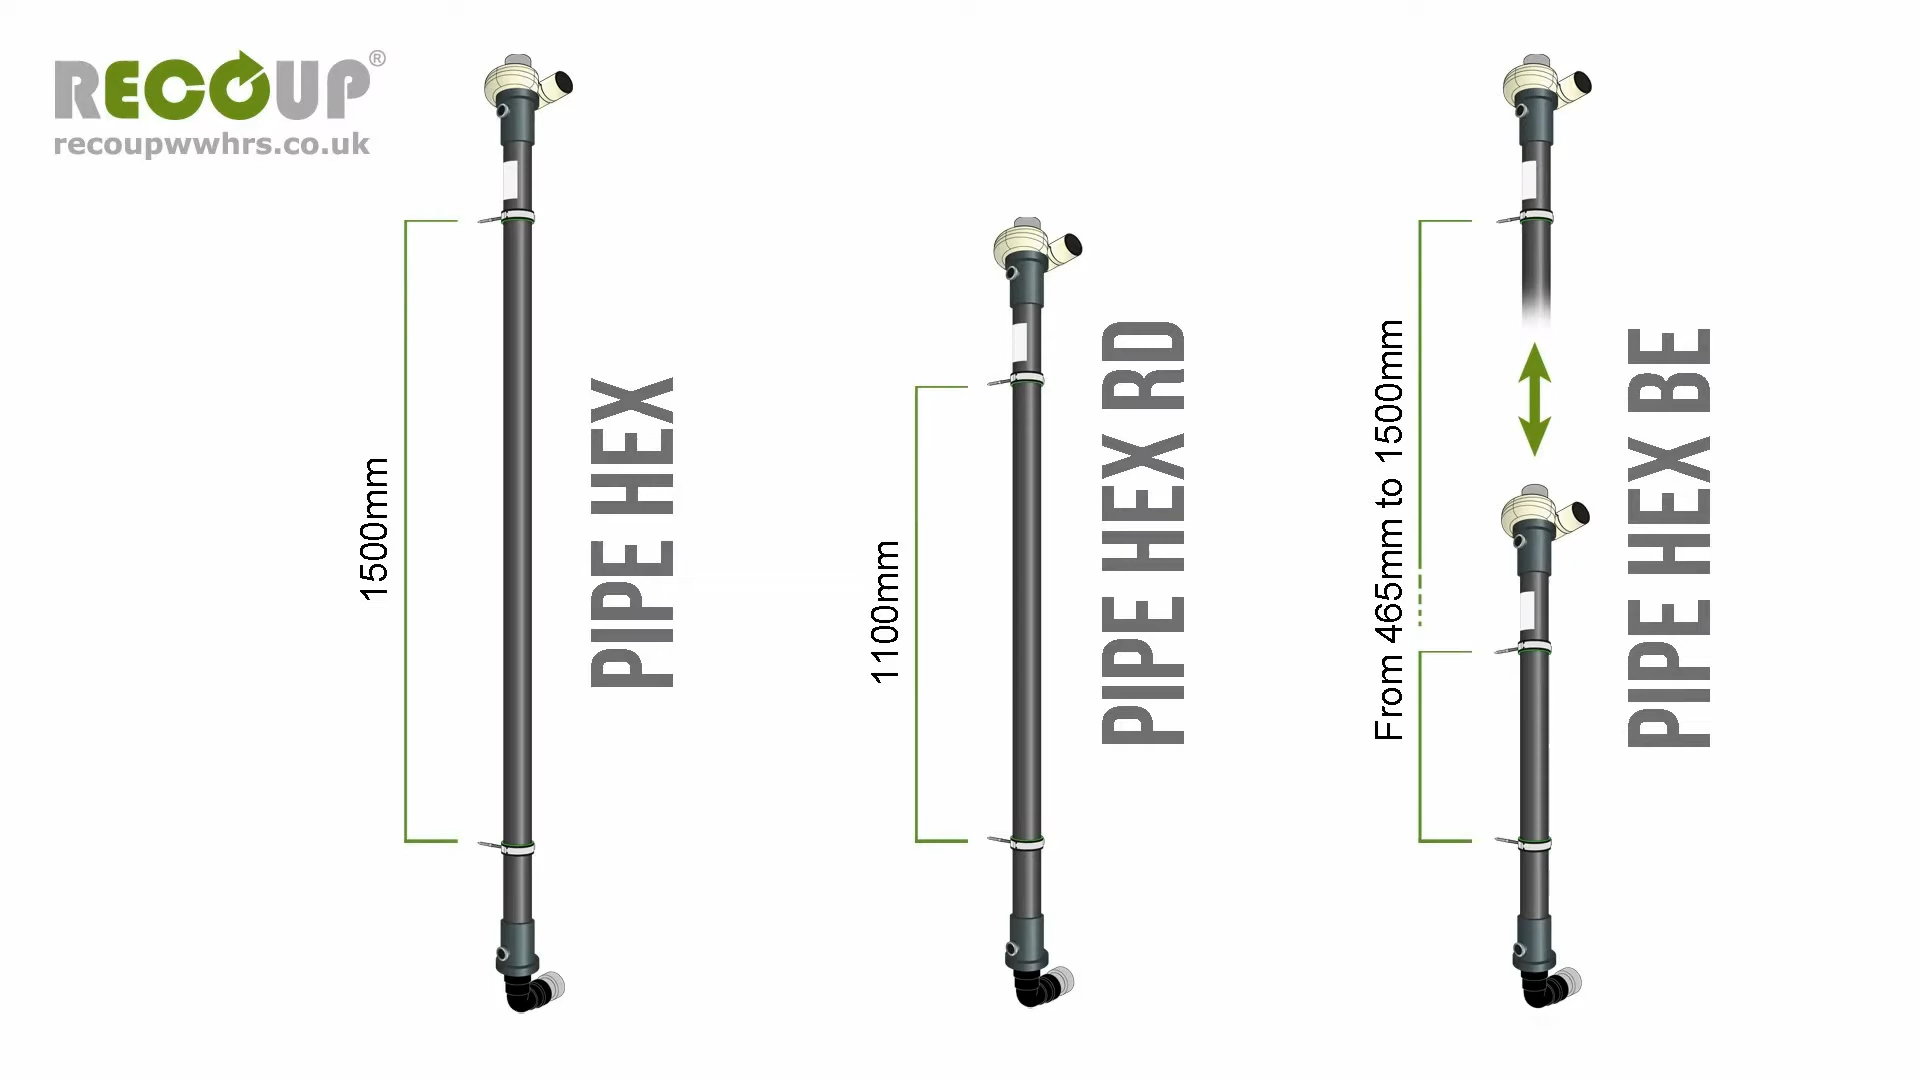 RECOUP®
recoupwwhrs.co.uk
1500mm
PIPE HEX
1100mm
PIPE HEX RD
From 465mm to 1500mm
PIPE HEX BE